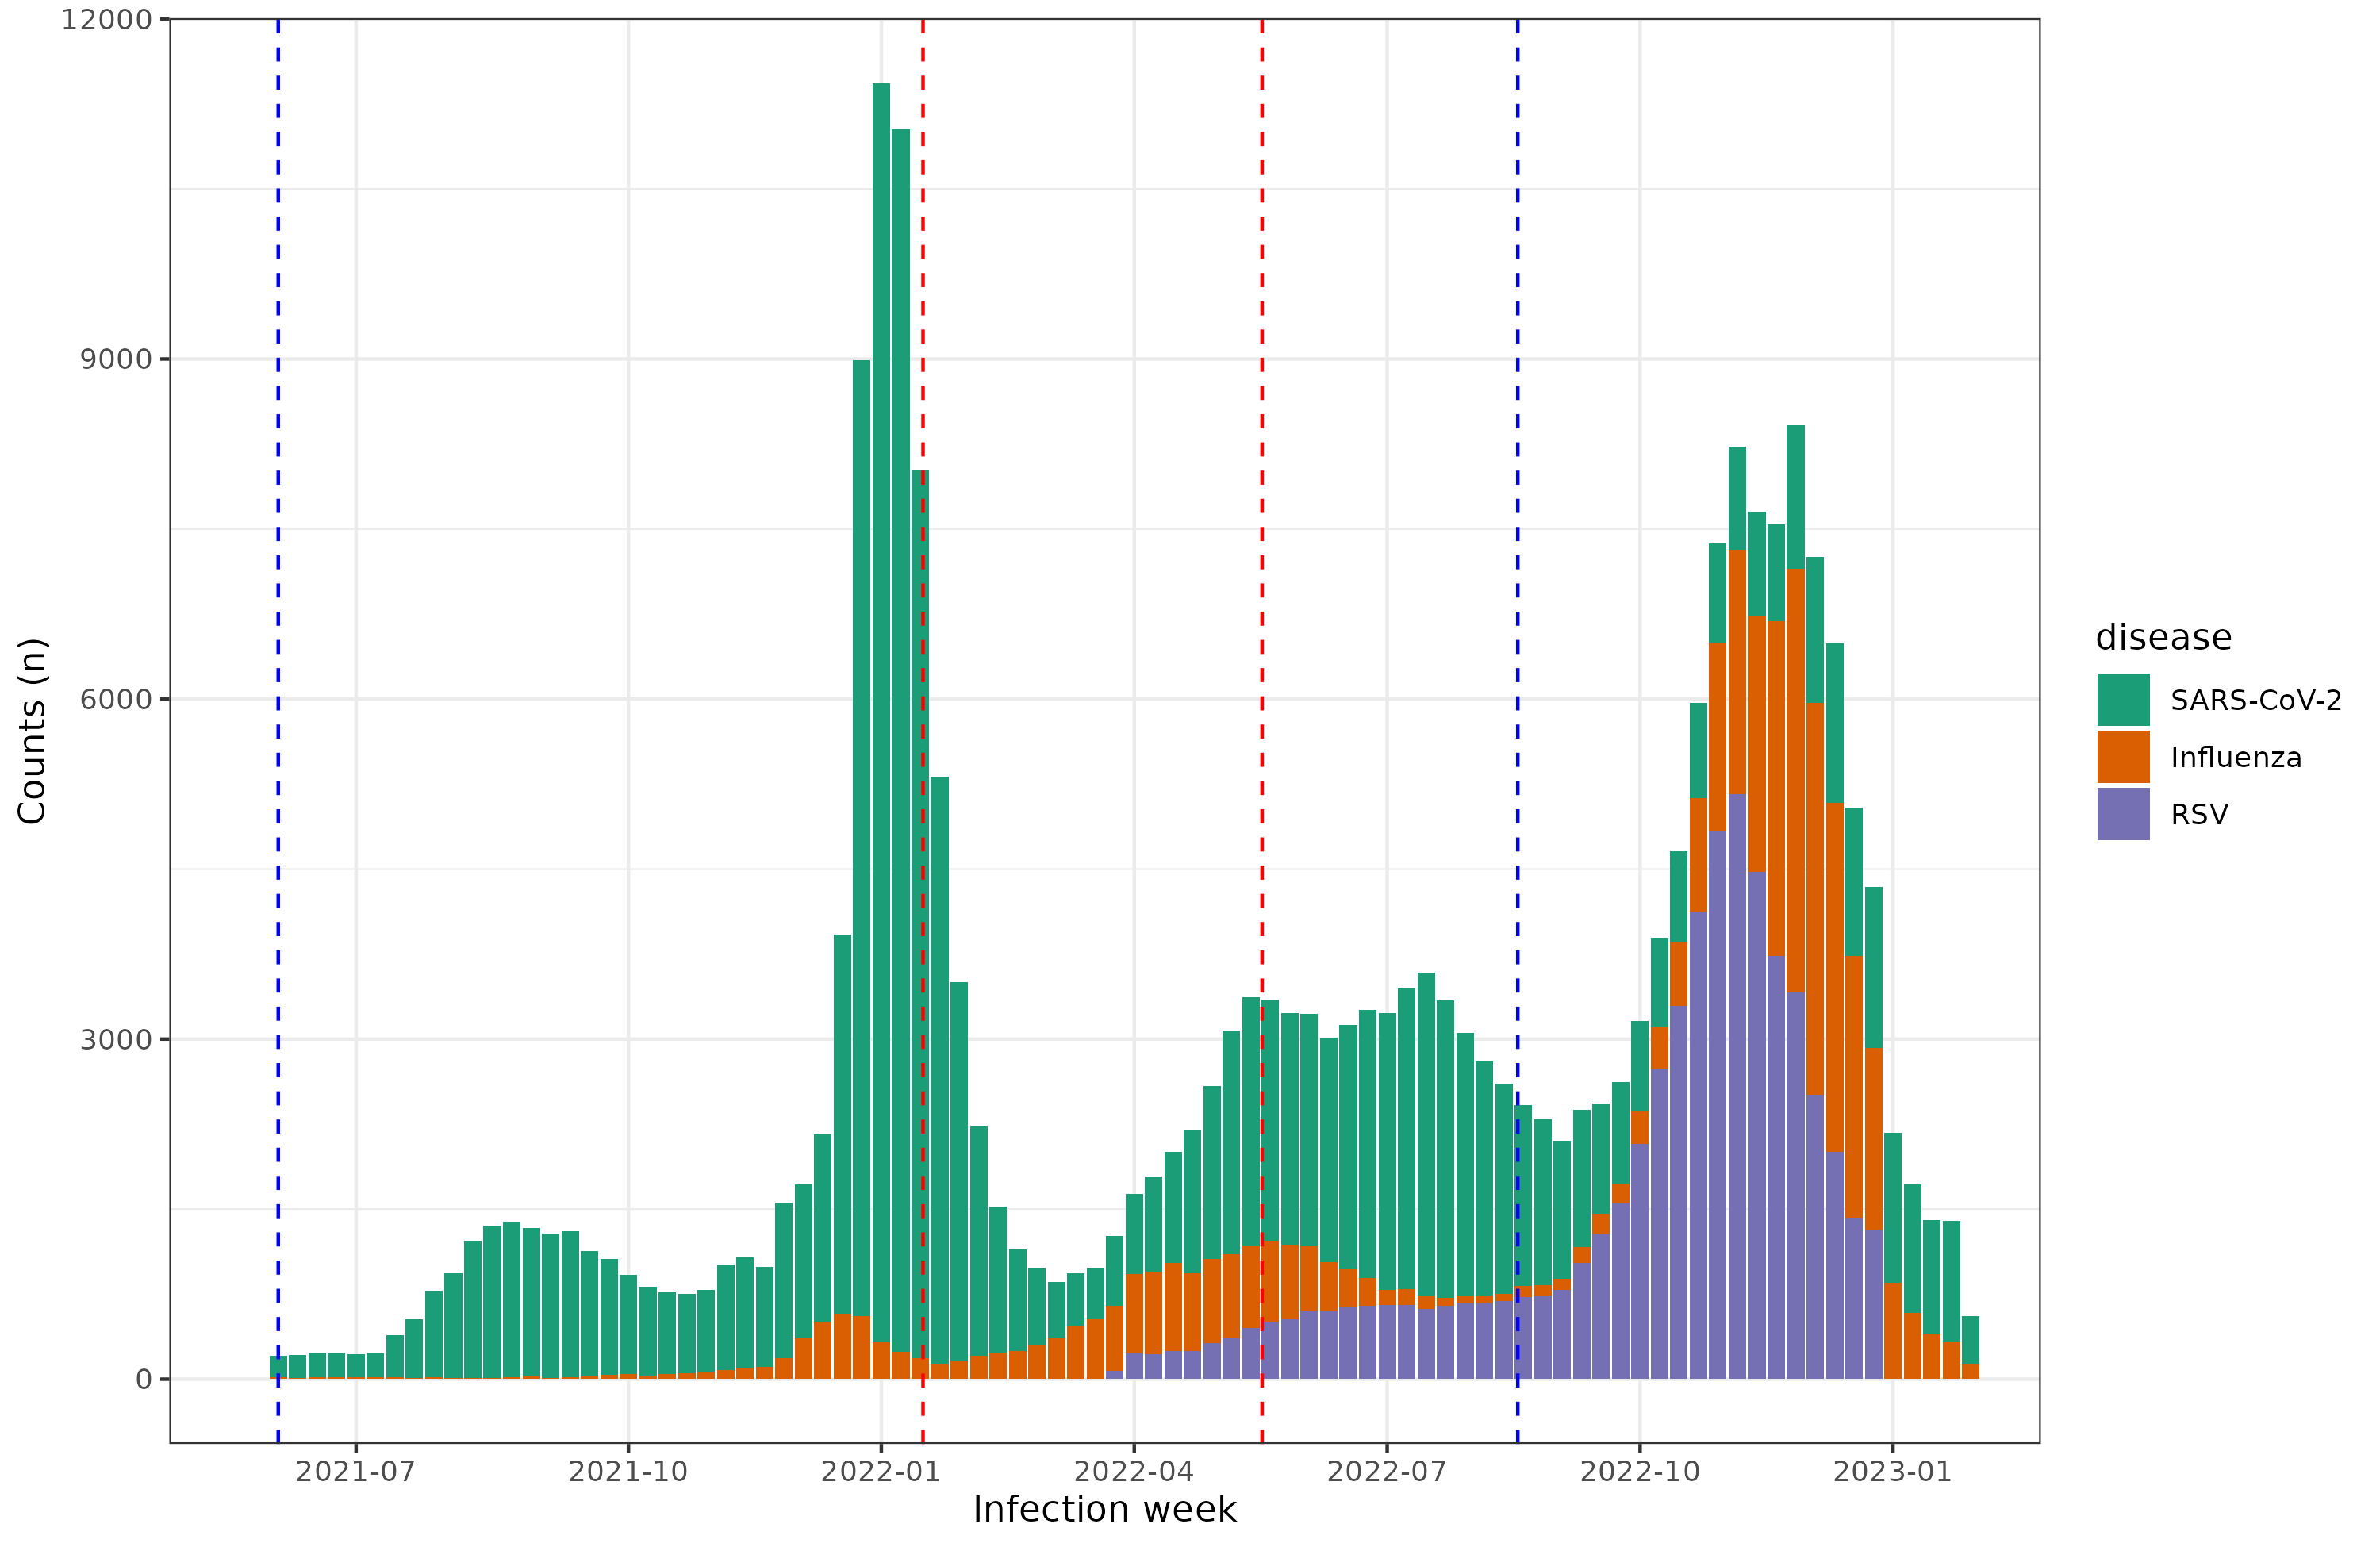 12000
9000
6000
3000
0
Counts (n)
2021-07
2021-10
2022-01
2022-04
2022-07
2022-10
2023-01
Infection week
disease
SARS-CoV-2
Influenza
RSV